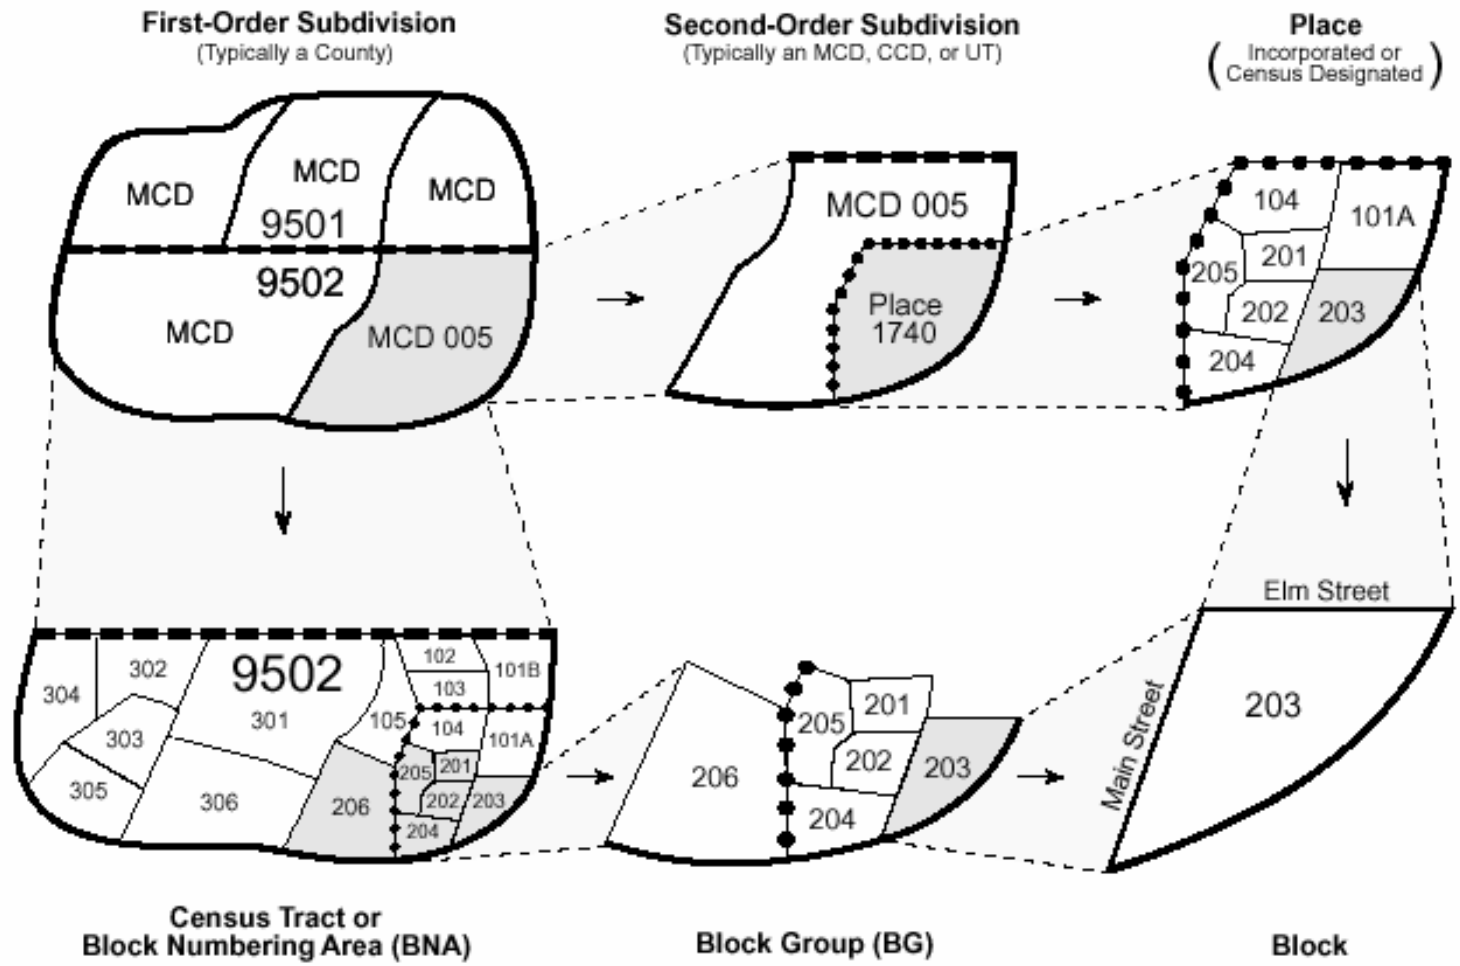 First-Order Subdivision
(Typically a County)
Second-Order Subdivision
(Typically an MCD, CCD, or UT)
Place
(Incorporated or
Census Designated)
MCD
MCD
MCD
9501
9502
MCD
MCD 005
MCD 005
Place
1740
104
101A
201
205
202
203
204
Elm Street
Main Street
203
9502
302
304
301
303
305
306
102
101B
103
105
104
101A
205
201
202
203
206
204
201
205
202
203
206
204
Census Tract or
Block Numbering Area (BNA)
Block Group (BG)
Block